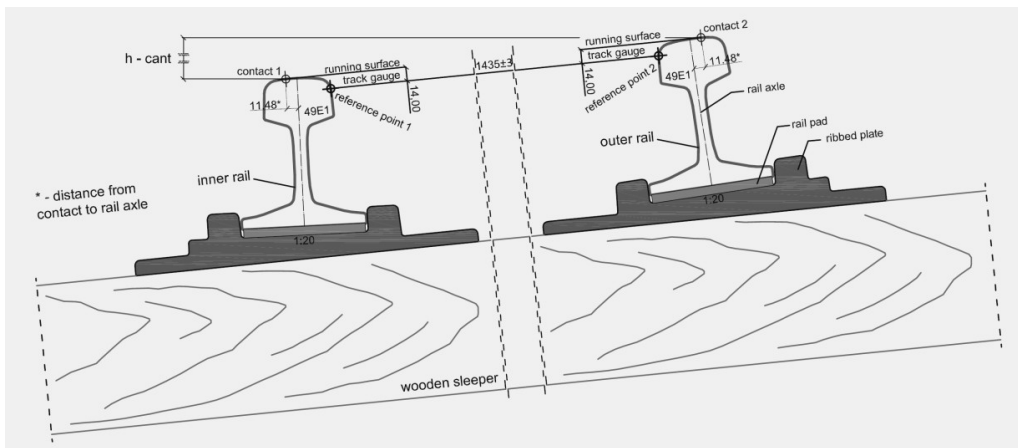 contact 2
running surface
track gauge
h - cant
1435±3
contact 1
running surface
track gauge
reference point 2
14.00
49E1
11.48*
11.48*
49E1
reference point 1
14.00
rail axle
rail pad
outer rail
ribbed plate
inner rail
* - distance from
contact to rail axle
1:20
1:20
wooden sleeper